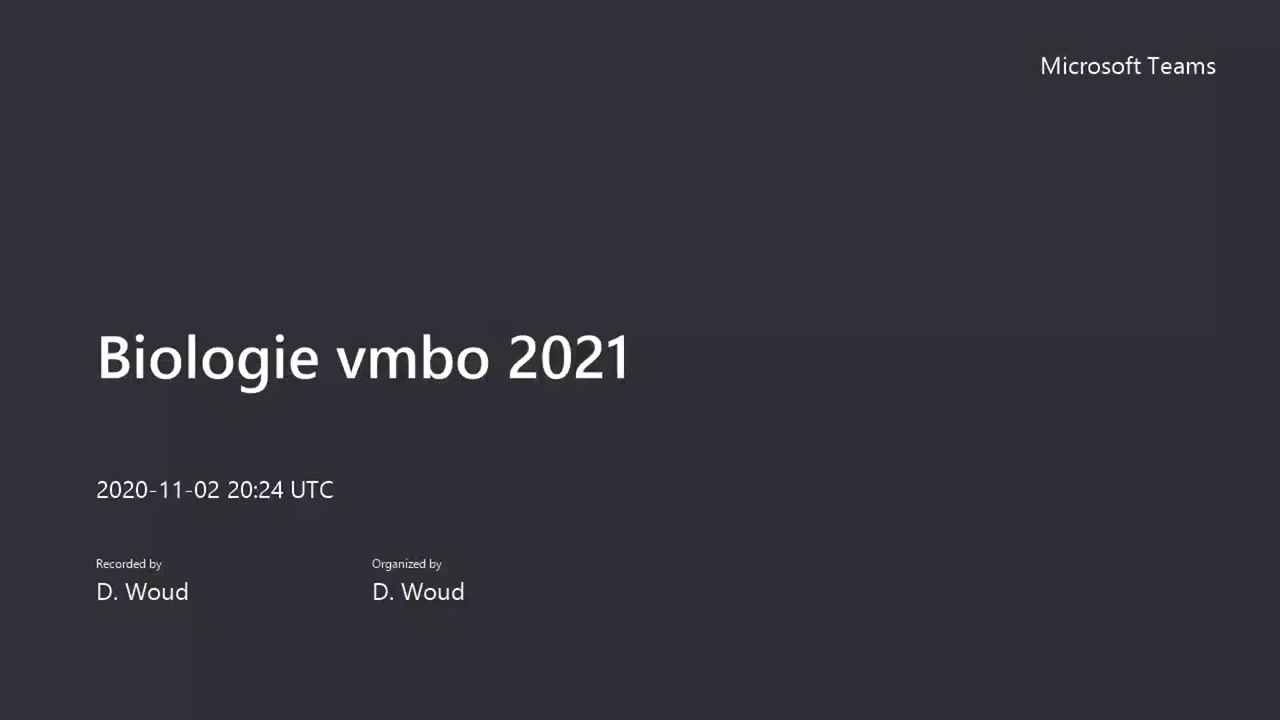 Microsoft Teams
Biologie vmbo 2021
2020-11-02 20:24 UTC
Recorded by
D. Woud
Organized by
D. Woud